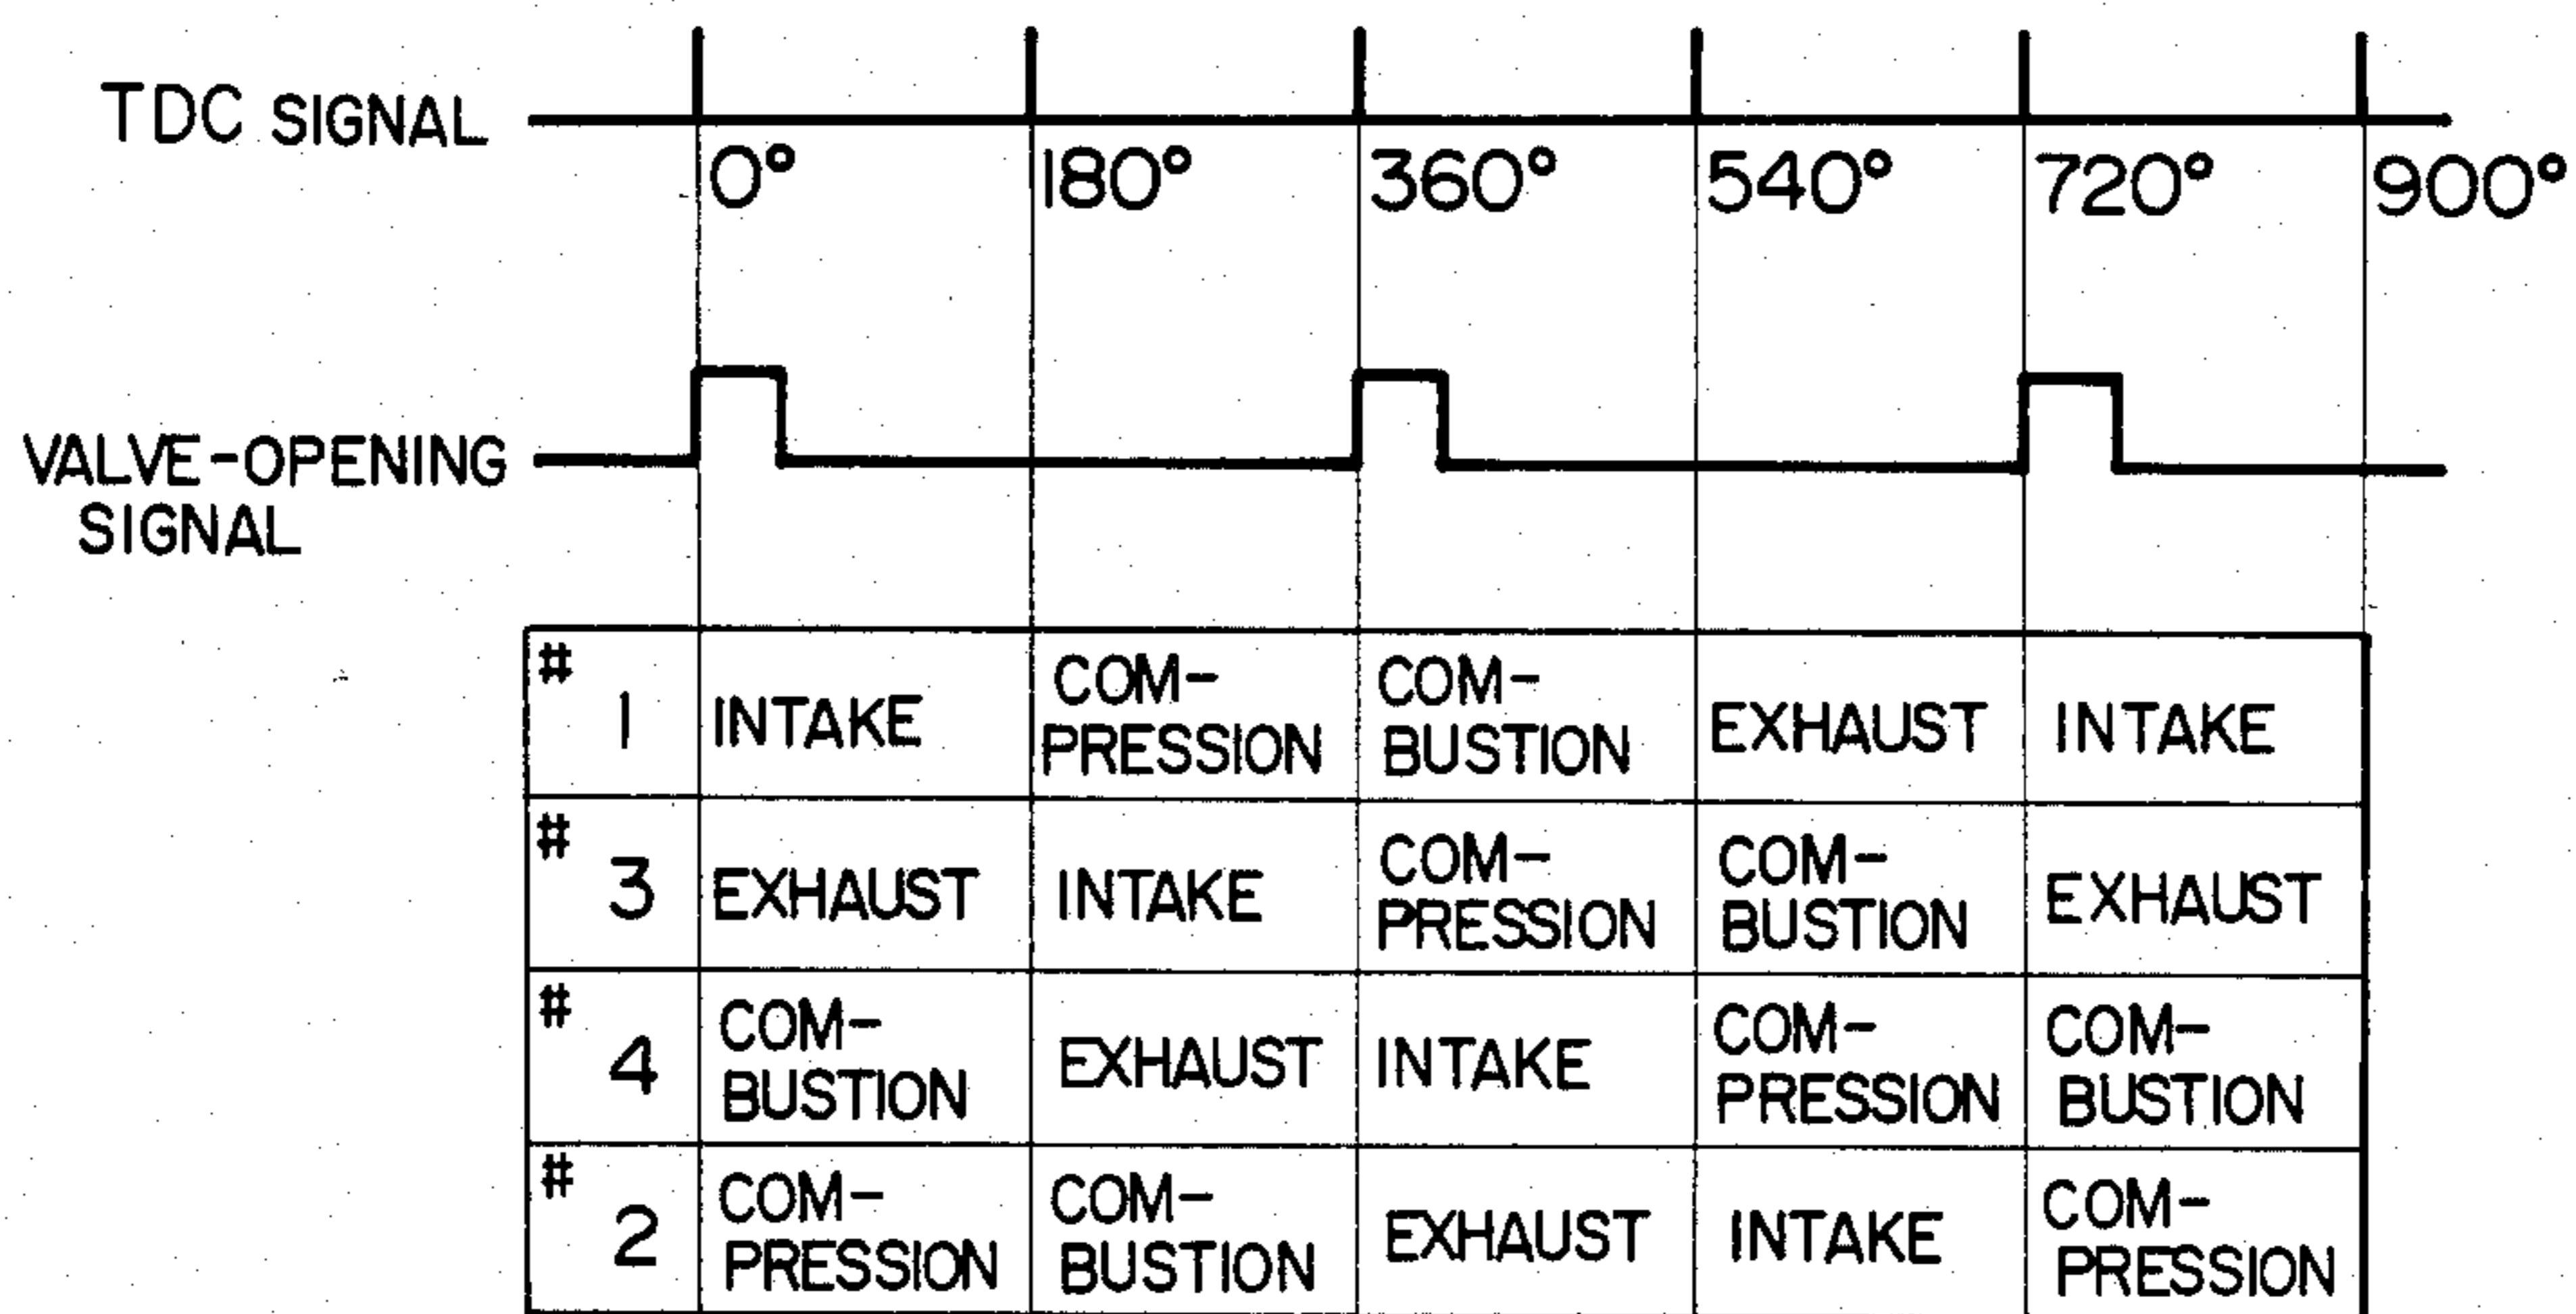 TDC SIGNAL
0° 180° 360° 540° 720° 900°
VALVE-OPENING
SIGNAL
# 1 INTAKE COM- PRESSION COM- BUSTION EXHAUST INTAKE
# 3 EXHAUST INTAKE COM- PRESSION COM- BUSTION EXHAUST
# 4 COM- BUSTION EXHAUST INTAKE COM- PRESSION COM- BUSTION
# 2 COM- PRESSION COM- BUSTION EXHAUST INTAKE COM- PRESSION